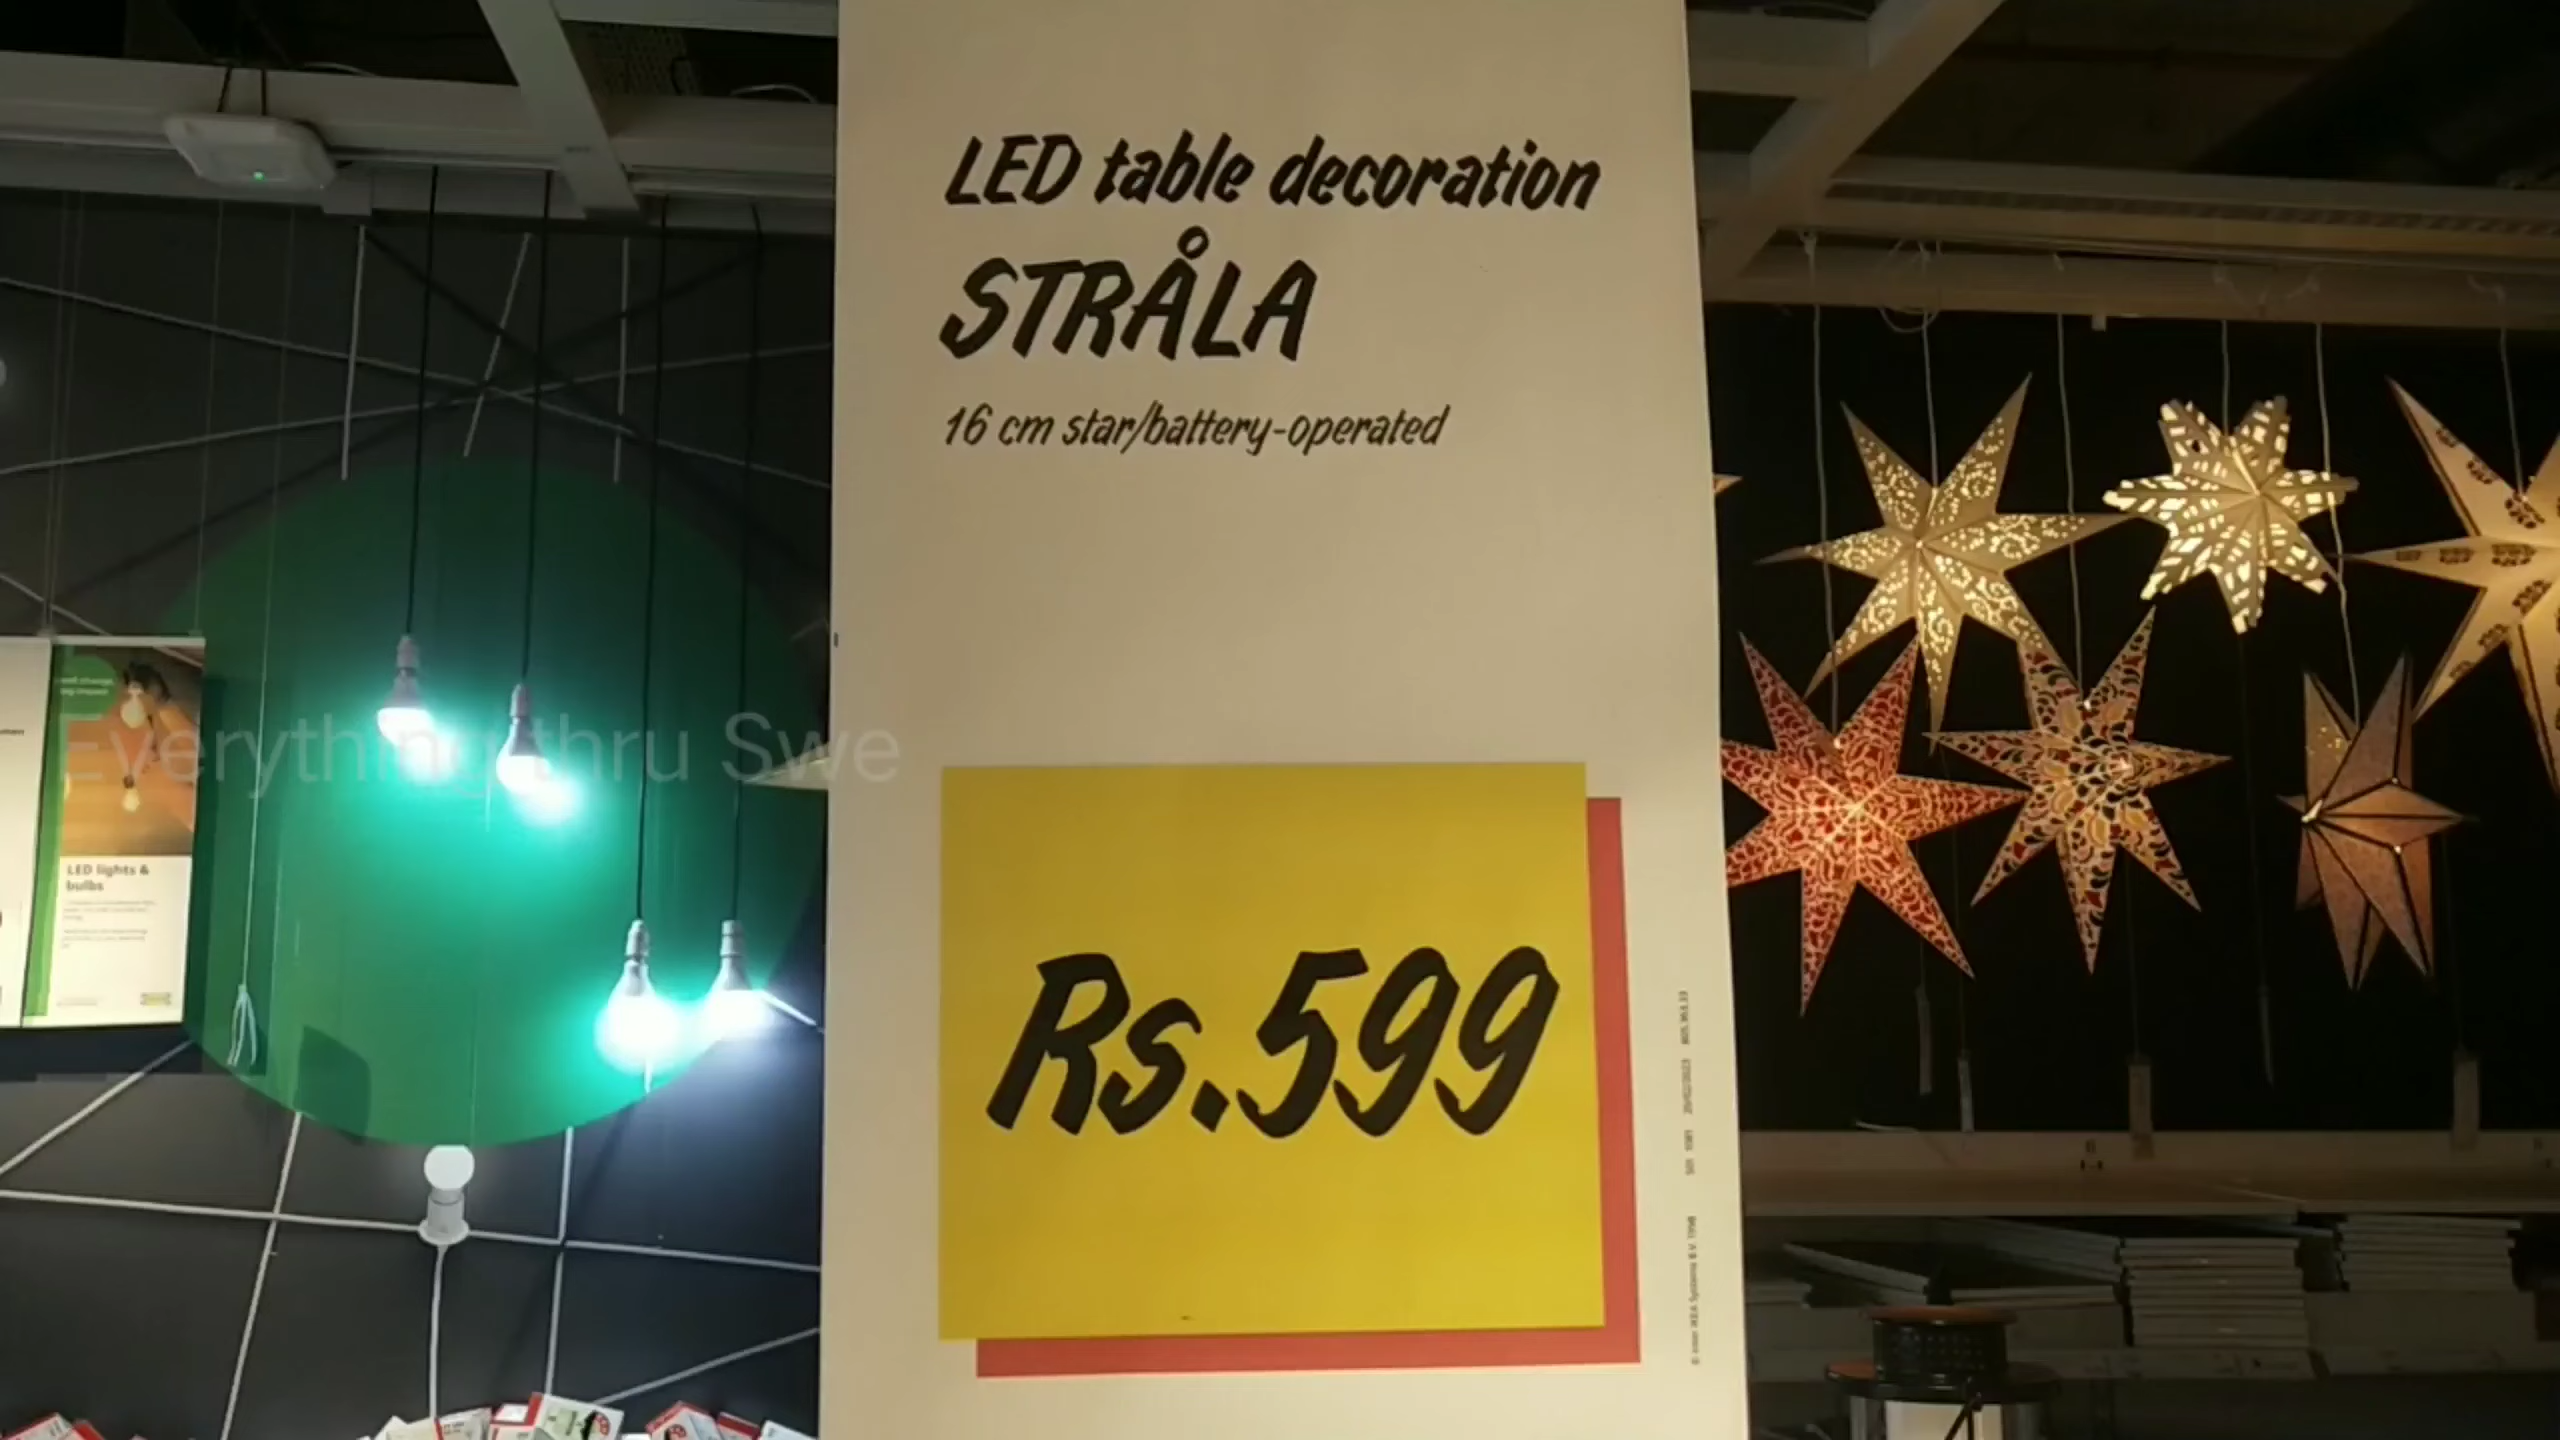 LED table decoration
STRÅLA
16 cm star/battery-operated
Everything thru Swe
Rs.599
LED lights &
bulbs